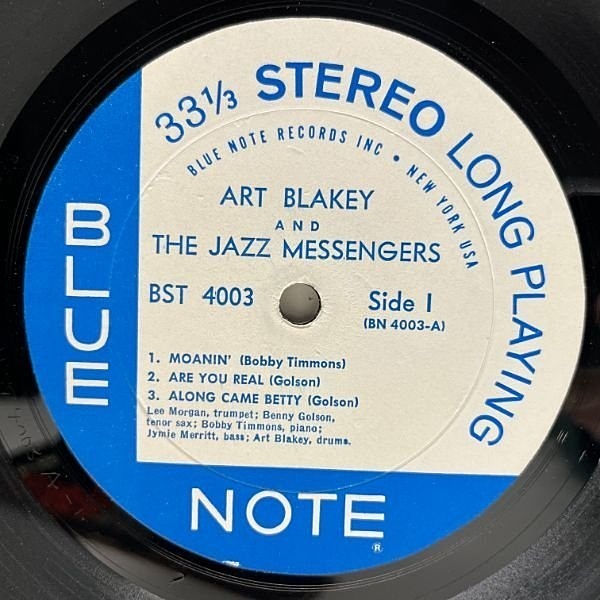 33⅓ STEREO LONG PLAYING
BLUE NOTE RECORDS INC • NEW YORK USA
ART BLAKEY
AND
THE JAZZ MESSENGERS
BST 4003
Side 1
(BN 4003-A)
1. MOANIN' (Bobby Timmons)
2. ARE YOU REAL (Golson)
3. ALONG CAME BETTY (Golson)
Lee Morgan, trumpet; Benny Golson,
tenor sax; Bobby Timmons, piano;
Jymie Merritt, bass; Art Blakey, drums.
BLUE
NOTE
®